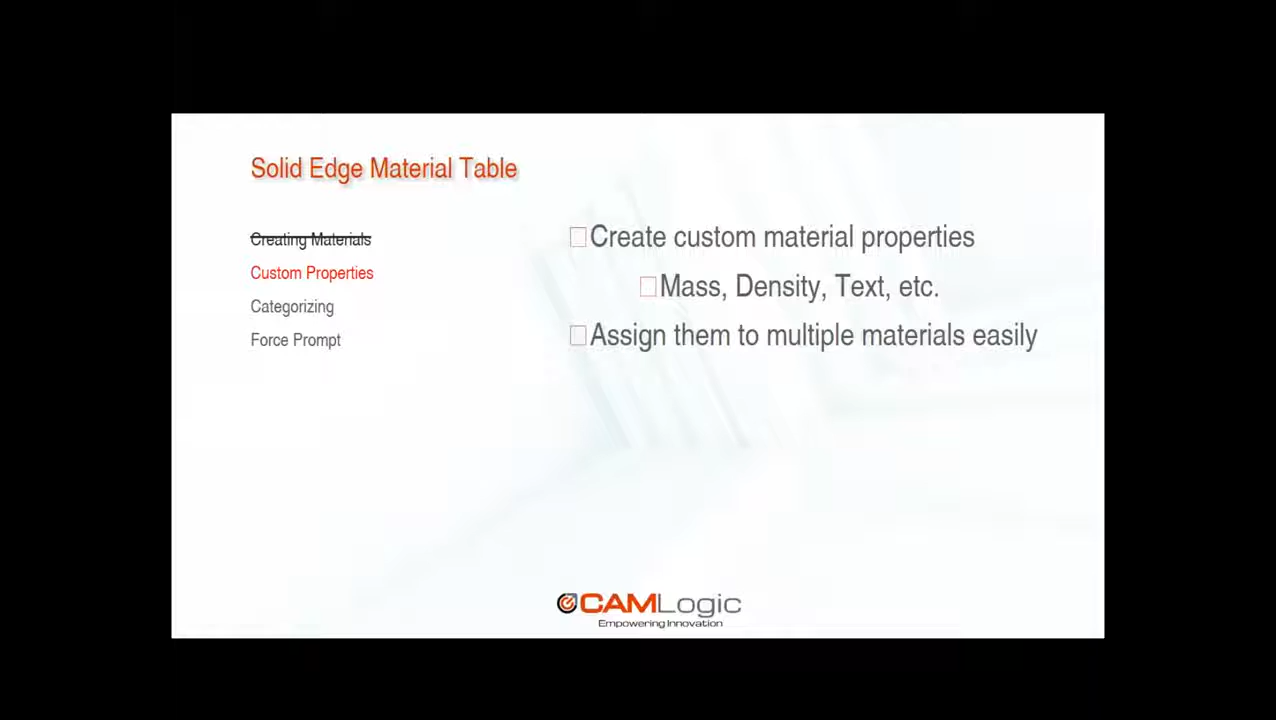 Solid Edge Material Table
Creating Materials
Custom Properties
Categorizing
Force Prompt
Create custom material properties
Mass, Density, Text, etc.
Assign them to multiple materials easily
CAMLogic
Empowering Innovation